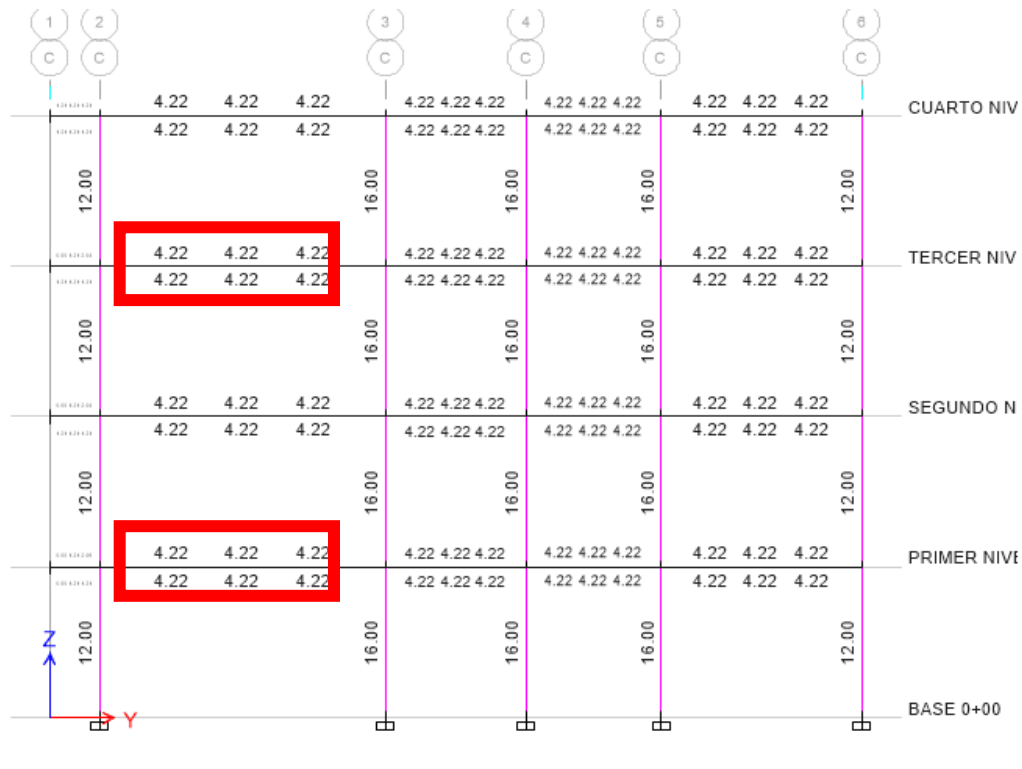 1 2 3 4 5 6
C C C C C C
4.22 4.22 4.22 4.22 4.22 4.22 4.22 4.22 4.22 4.22 4.22 4.22 CUARTO NIV
4.22 4.22 4.22 4.22 4.22 4.22 4.22 4.22 4.22 4.22 4.22 4.22
12.00 16.00 16.00 16.00 12.00
4.22 4.22 4.22 4.22 4.22 4.22 4.22 4.22 4.22 4.22 4.22 4.22 TERCER NIV
4.22 4.22 4.22 4.22 4.22 4.22 4.22 4.22 4.22 4.22 4.22 4.22
12.00 16.00 16.00 16.00 12.00
4.22 4.22 4.22 4.22 4.22 4.22 4.22 4.22 4.22 4.22 4.22 4.22 SEGUNDO N
4.22 4.22 4.22 4.22 4.22 4.22 4.22 4.22 4.22 4.22 4.22 4.22
12.00 16.00 16.00 16.00 12.00
4.22 4.22 4.22 4.22 4.22 4.22 4.22 4.22 4.22 4.22 4.22 4.22 PRIMER NIVE
4.22 4.22 4.22 4.22 4.22 4.22 4.22 4.22 4.22 4.22 4.22 4.22
12.00 16.00 16.00 16.00 12.00
Z
Y
BASE 0+00